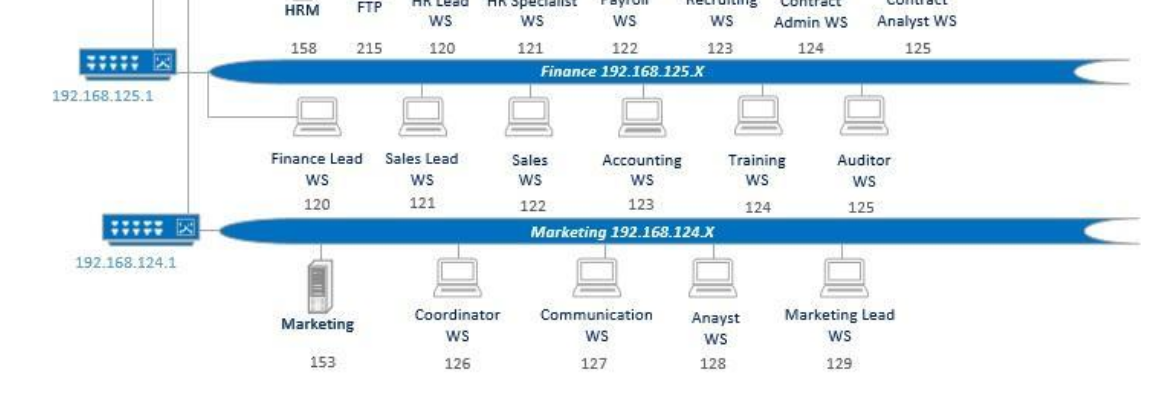 HRM FTP HR Lead HR Specialist Payroll Recruiting Contract Contract
WS WS WS WS Admin WS Analyst WS
158 215 120 121 122 123 124 125
Finance 192.168.125.X
192.168.125.1
Finance Lead Sales Lead Sales Accounting Training Auditor
WS WS WS WS WS WS
120 121 122 123 124 125
Marketing 192.168.124.X
192.168.124.1
Marketing Coordinator Communication Anayst Marketing Lead
WS WS WS WS
153 126 127 128 129